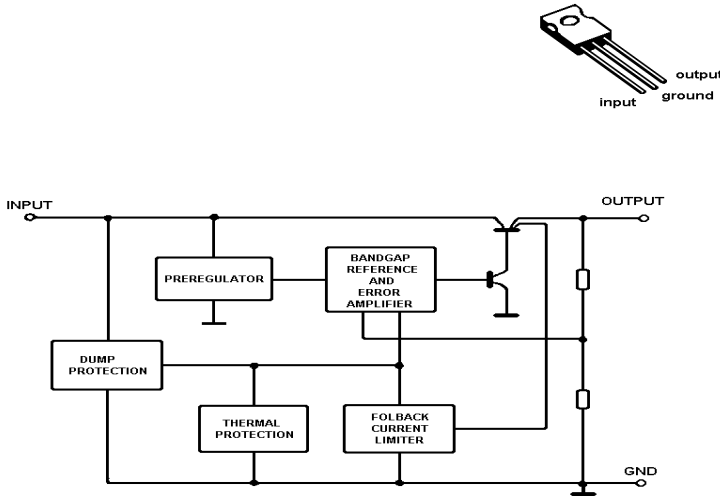 output
ground
input
INPUT
OUTPUT
PREREGULATOR
BANDGAP
REFERENCE
AND
ERROR
AMPLIFIER
DUMP
PROTECTION
THERMAL
PROTECTION
FOLBACK
CURRENT
LIMITER
GND